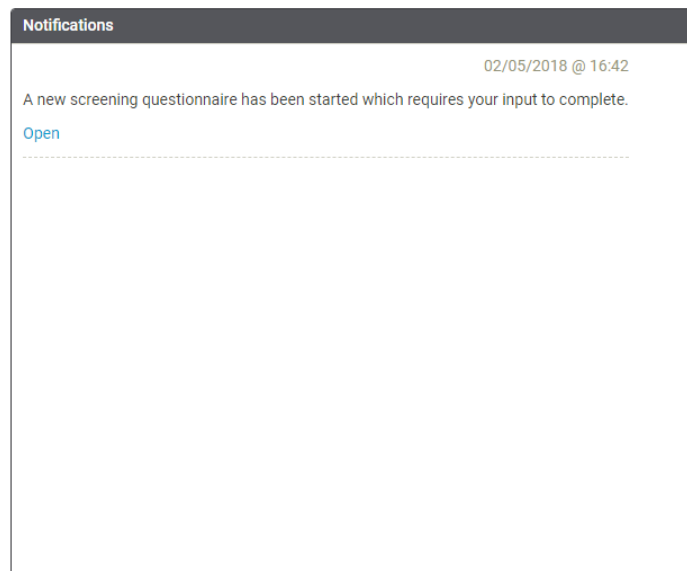 Notifications
02/05/2018 @ 16:42
A new screening questionnaire has been started which requires your input to complete.
Open